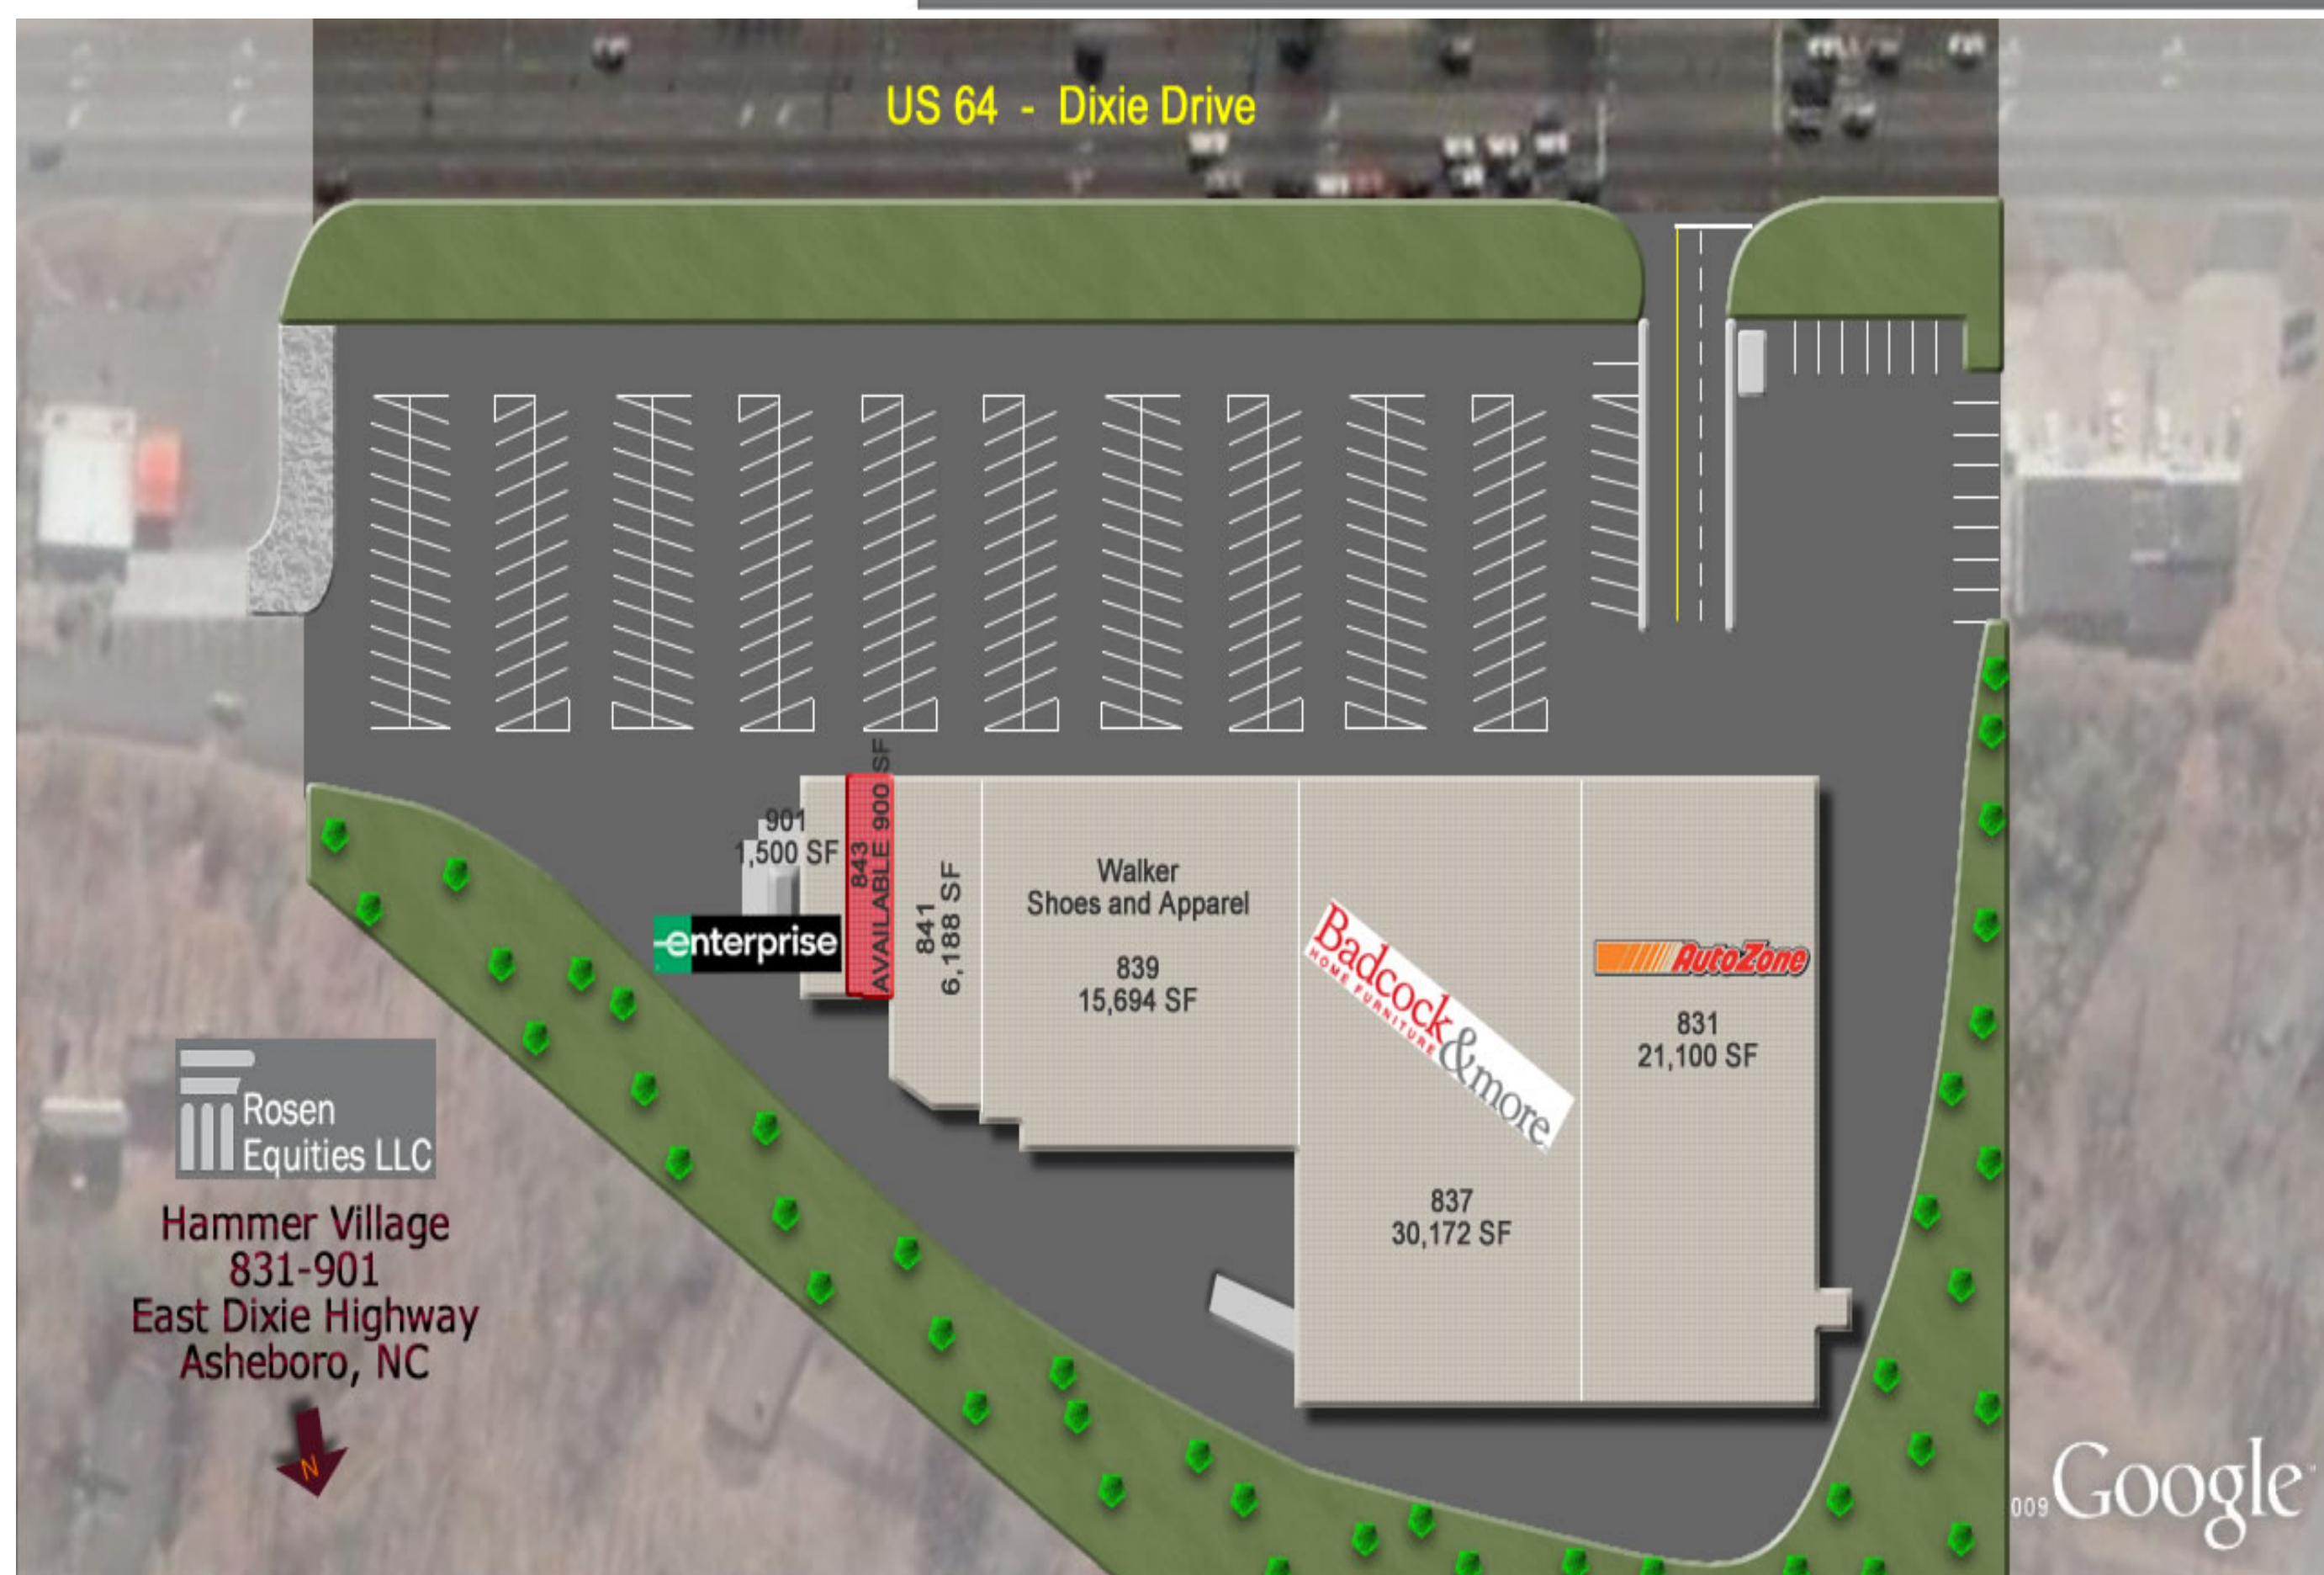 US 64 - Dixie Drive
901
1,500 SF
enterprise
843
AVAILABLE 900 SF
841
6,188 SF
Walker
Shoes and Apparel
839
15,694 SF
Badcock
HOME FURNITURE
&more
837
30,172 SF
AutoZone
831
21,100 SF
Rosen
Equities LLC
Hammer Village
831-901
East Dixie Highway
Asheboro, NC
N
009 Google